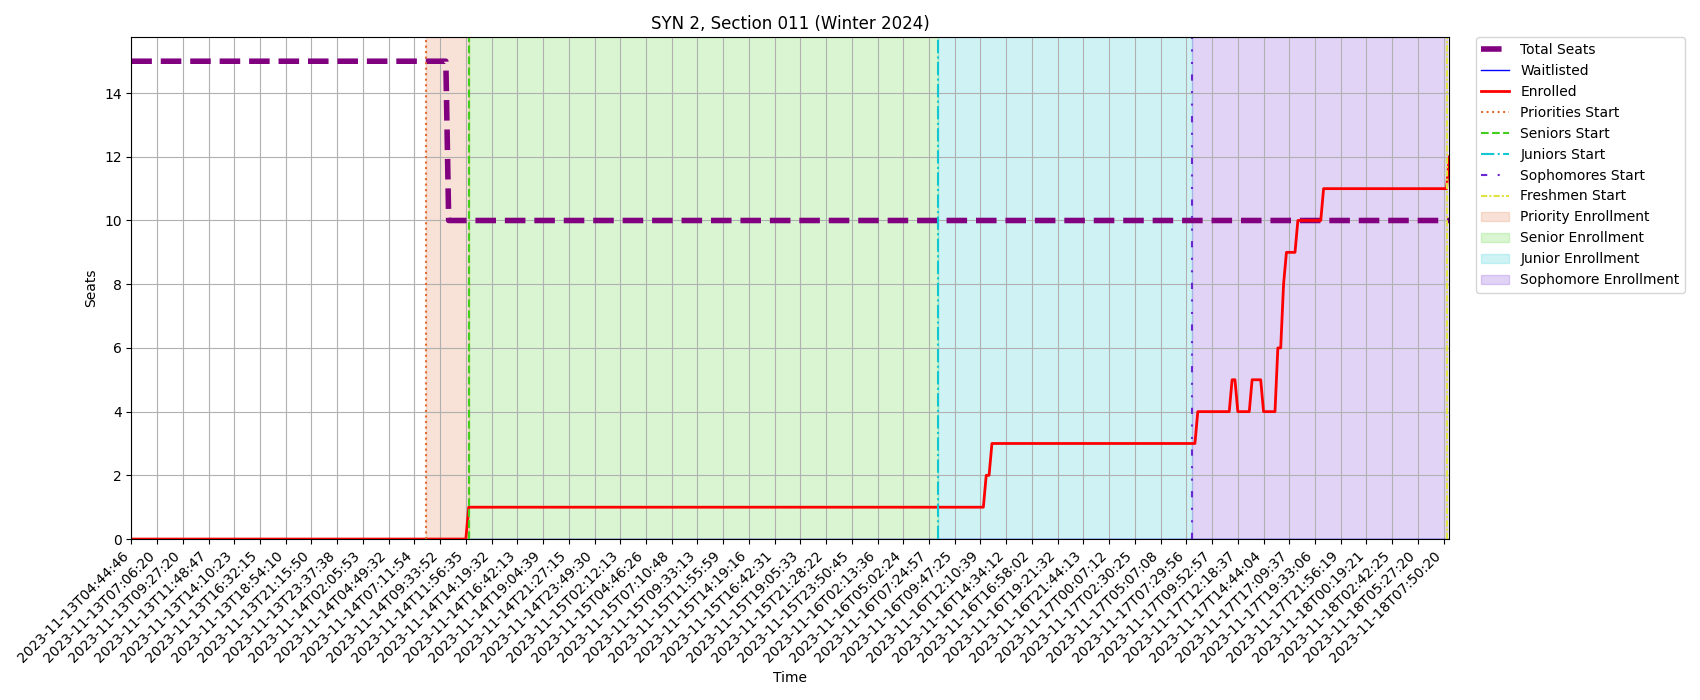 SYN 2, Section 011 (Winter 2024)
Seats
14
12
10
8
6
4
2
0
2023-11-13T04:44:46
2023-11-13T07:06:20
2023-11-13T09:27:20
2023-11-13T11:48:47
2023-11-13T14:10:23
2023-11-13T16:32:15
2023-11-13T18:54:10
2023-11-13T21:15:50
2023-11-13T23:37:38
2023-11-14T02:05:53
2023-11-14T04:49:32
2023-11-14T07:11:54
2023-11-14T09:33:52
2023-11-14T11:56:35
2023-11-14T14:19:32
2023-11-14T16:42:13
2023-11-14T19:04:39
2023-11-14T21:27:15
2023-11-14T23:49:30
2023-11-15T02:12:13
2023-11-15T04:46:26
2023-11-15T07:10:48
2023-11-15T09:33:13
2023-11-15T11:55:59
2023-11-15T14:19:16
2023-11-15T16:42:31
2023-11-15T19:05:33
2023-11-15T21:28:22
2023-11-15T23:50:45
2023-11-16T02:13:36
2023-11-16T05:02:24
2023-11-16T07:24:57
2023-11-16T09:47:25
2023-11-16T12:10:39
2023-11-16T14:34:12
2023-11-16T16:58:02
2023-11-16T19:21:32
2023-11-16T21:44:13
2023-11-17T00:07:12
2023-11-17T02:30:25
2023-11-17T05:07:08
2023-11-17T07:29:56
2023-11-17T09:52:57
2023-11-17T12:18:37
2023-11-17T14:44:04
2023-11-17T17:09:37
2023-11-17T19:33:06
2023-11-17T21:56:19
2023-11-18T00:19:21
2023-11-18T02:42:25
2023-11-18T05:27:20
2023-11-18T07:50:20
Time
Total Seats
Waitlisted
Enrolled
Priorities Start
Seniors Start
Juniors Start
Sophomores Start
Freshmen Start
Priority Enrollment
Senior Enrollment
Junior Enrollment
Sophomore Enrollment